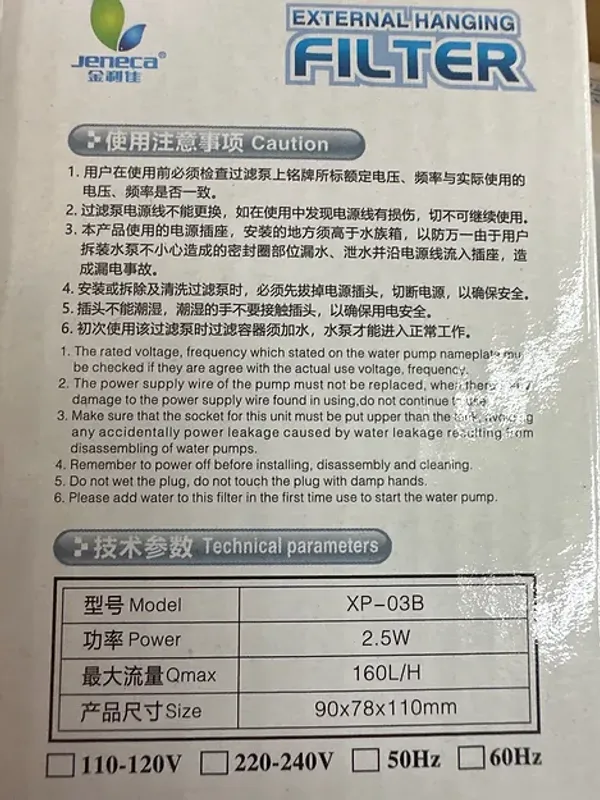 Jeneca®
金利佳
EXTERNAL HANGING
FILTER
使用注意事项 Caution
1. 用户在使用前必须检查过滤泵上铭牌所标额定电压、频率与实际使用的
电压、频率是否一致。
2. 过滤泵电源线不能更换，如在使用中发现电源线有损伤，切不可继续使用。
3. 本产品使用的电源插座，安装的地方须高于水族箱，以防万一由于用户
拆装水泵不小心造成的密封圈部位漏水、泄水并沿电源线流入插座，造
成漏电事故。
4. 安装或拆除及清洗过滤泵时，必须先拔掉电源插头，切断电源，以确保安全。
5. 插头不能潮湿，潮湿的手不要接触插头，以确保用电安全。
6. 初次使用该过滤泵时过滤容器须加水，水泵才能进入正常工作。
1. The rated voltage, frequency which stated on the water pump nameplate mu
be checked if they are agree with the actual use voltage, frequency.
2. The power supply wire of the pump must not be replaced, when there
damage to the power supply wire found in using,do not continue to use
3. Make sure that the socket for this unit must be put upper than the tank, avoiding
any accidentally power leakage caused by water leakage resulting from
disassembling of water pumps.
4. Remember to power off before installing, disassembly and cleaning.
5. Do not wet the plug, do not touch the plug with damp hands.
6. Please add water to this filter in the first time use to start the water pump.
技术参数 Technical parameters
型号 Model XP-03B
功率 Power 2.5W
最大流量 Qmax 160L/H
产品尺寸 Size 90x78x110mm
110-120V 220-240V 50Hz 60Hz